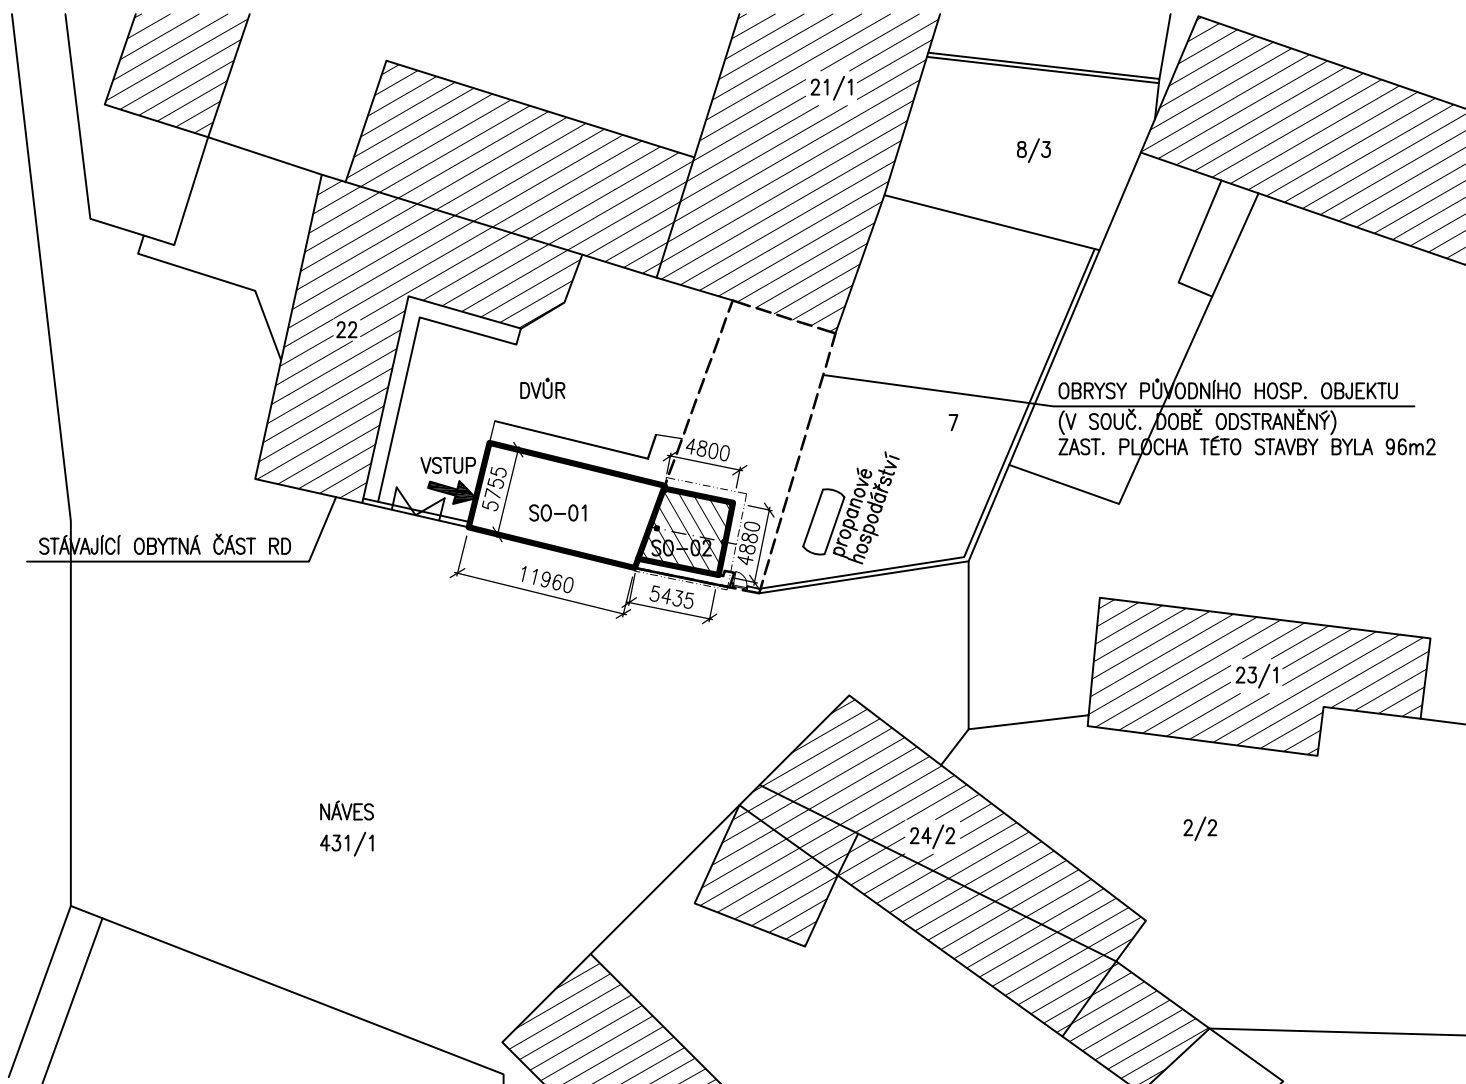 21/1
8/3
22
DVŮR
OBRYSY PŮVODNÍHO HOSP. OBJEKTU
(V SOUČ. DOBĚ ODSTRANĚNÝ)
ZAST. PLOCHA TÉTO STAVBY BYLA 96m2
7
4800
VSTUP
5755
SO-01
propanové
hospodářství
SO-02
4880
STÁVAJÍCÍ OBYTNÁ ČÁST RD
11960
5435
23/1
NÁVES
431/1
24/2
2/2